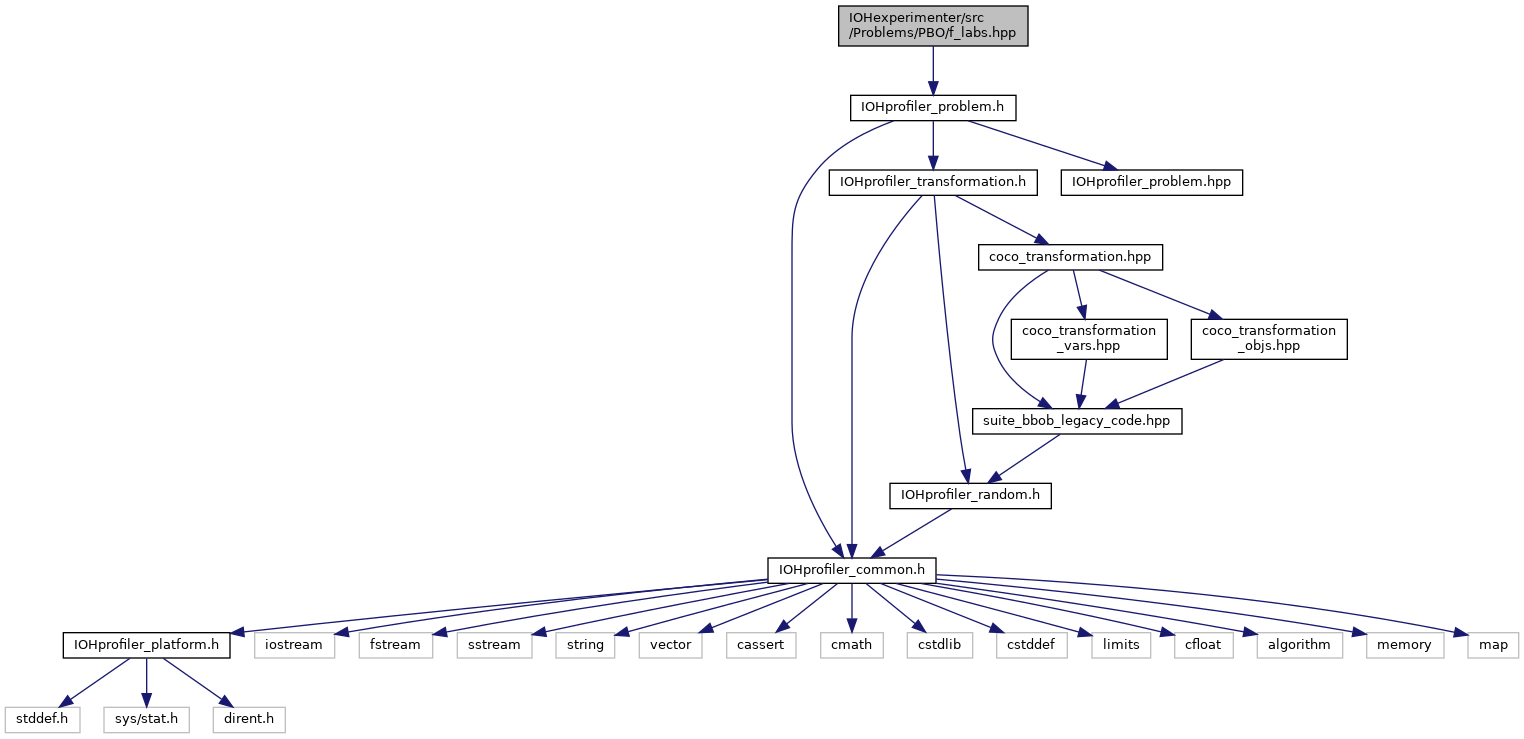 IOHexperimenter/src
/Problems/PBO/f_labs.hpp
IOHprofiler_problem.h
IOHprofiler_transformation.h
IOHprofiler_problem.hpp
coco_transformation.hpp
coco_transformation
_vars.hpp
coco_transformation
_objs.hpp
suite_bbob_legacy_code.hpp
IOHprofiler_random.h
IOHprofiler_common.h
IOHprofiler_platform.h
iostream
fstream
sstream
string
vector
cassert
cmath
cstdlib
cstddef
limits
cfloat
algorithm
memory
map
stddef.h
sys/stat.h
dirent.h